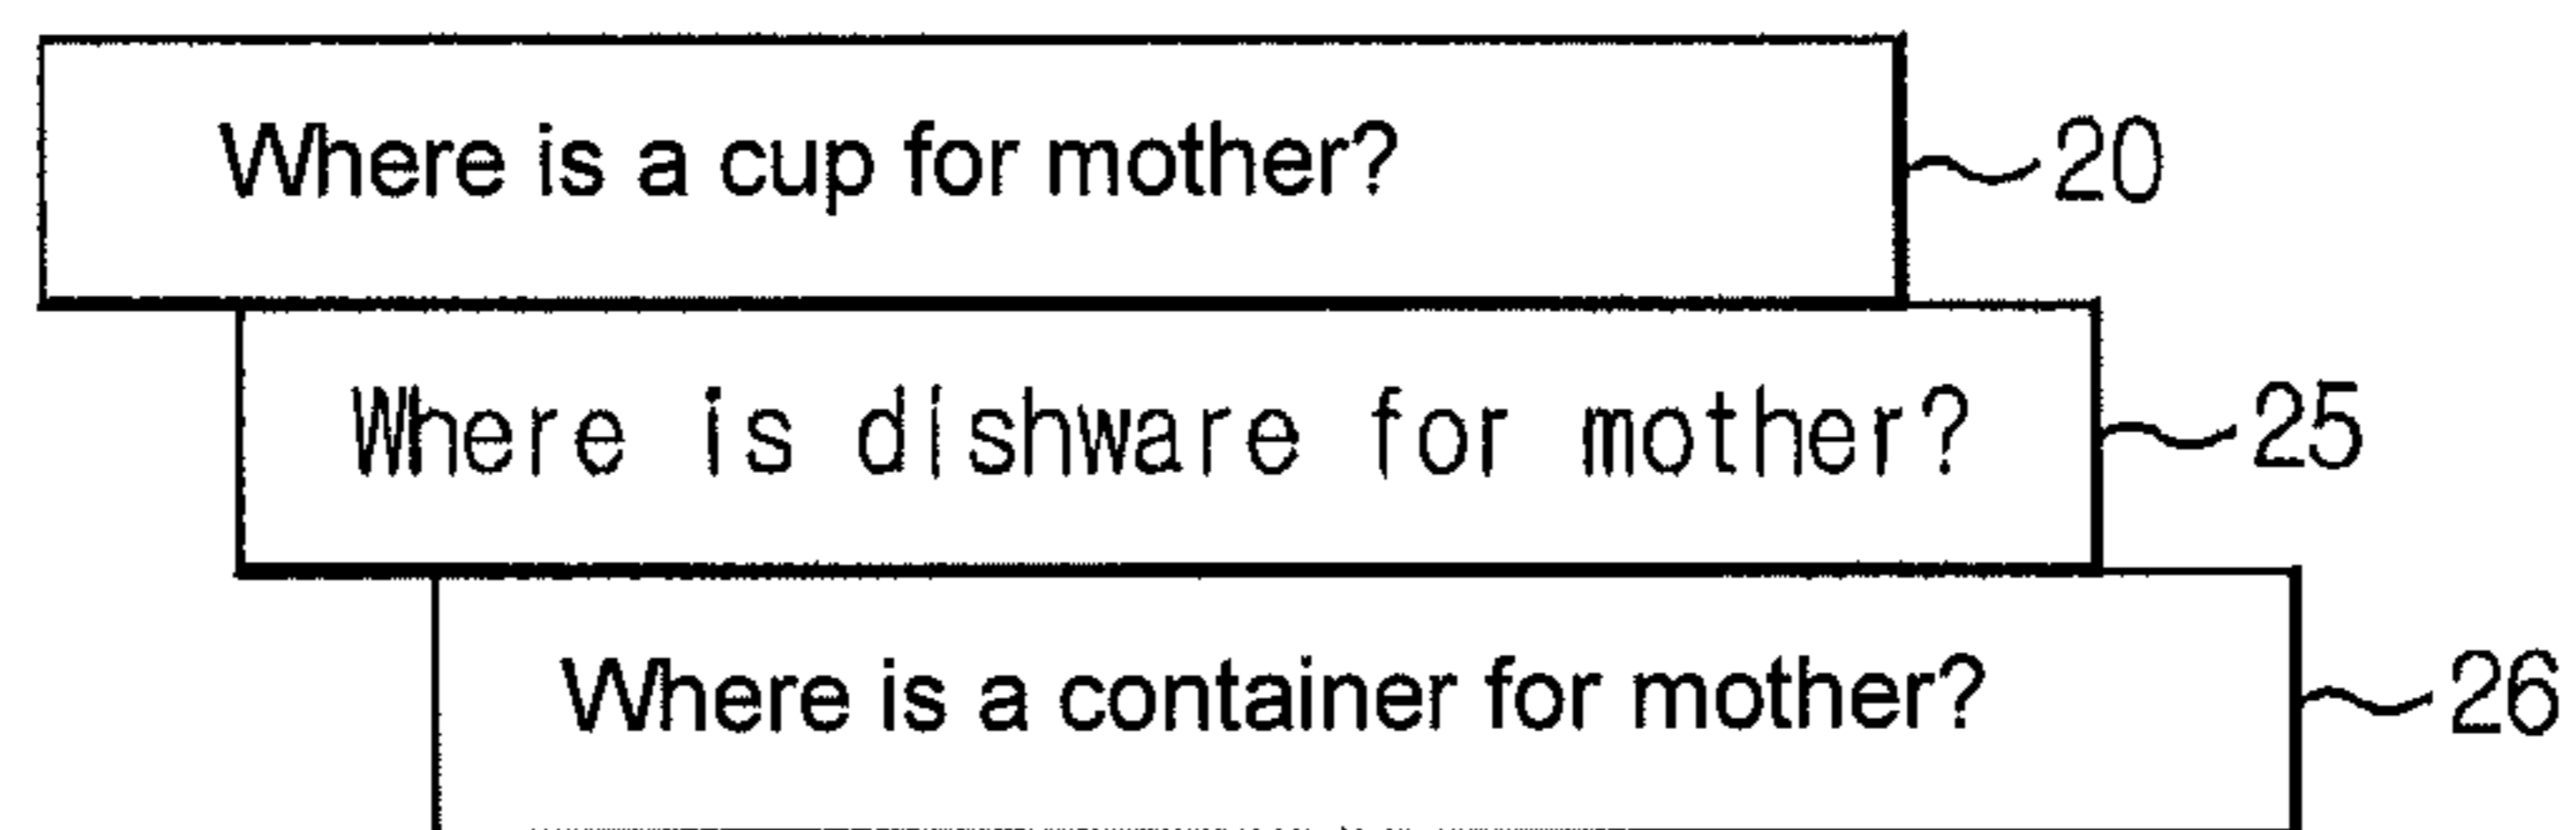 Where is a cup for mother? 20
Where is dishware for mother? 25
Where is a container for mother? 26